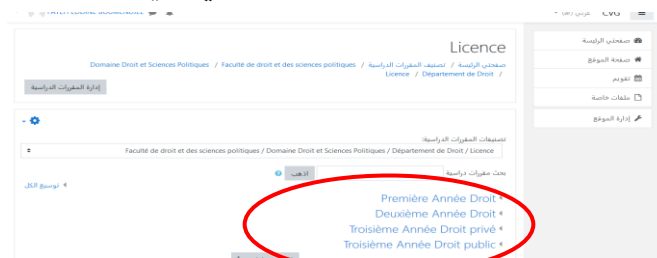 CVG
Licence
صفحتي الرئيسة / تصنيف المقررات الدراسية / Faculté de droit et des sciences politiques / Domaine Droit et Sciences Politiques
/ Licence / Département de Droit
إدارة المقررات الدراسية
صفحتي الرئيسة
صفحة الموقع
تقويم
ملفات خاصة
إدارة الموقع
تصنيفات المقررات الدراسية:
Faculté de droit et des sciences politiques / Domaine Droit et Sciences Politiques / Département de Droit / Licence
بحث مقررات دراسية
اذهب
توسيع الكل
Première Année Droit
Deuxième Année Droit
Troisième Année Droit privé
Troisième Année Droit public